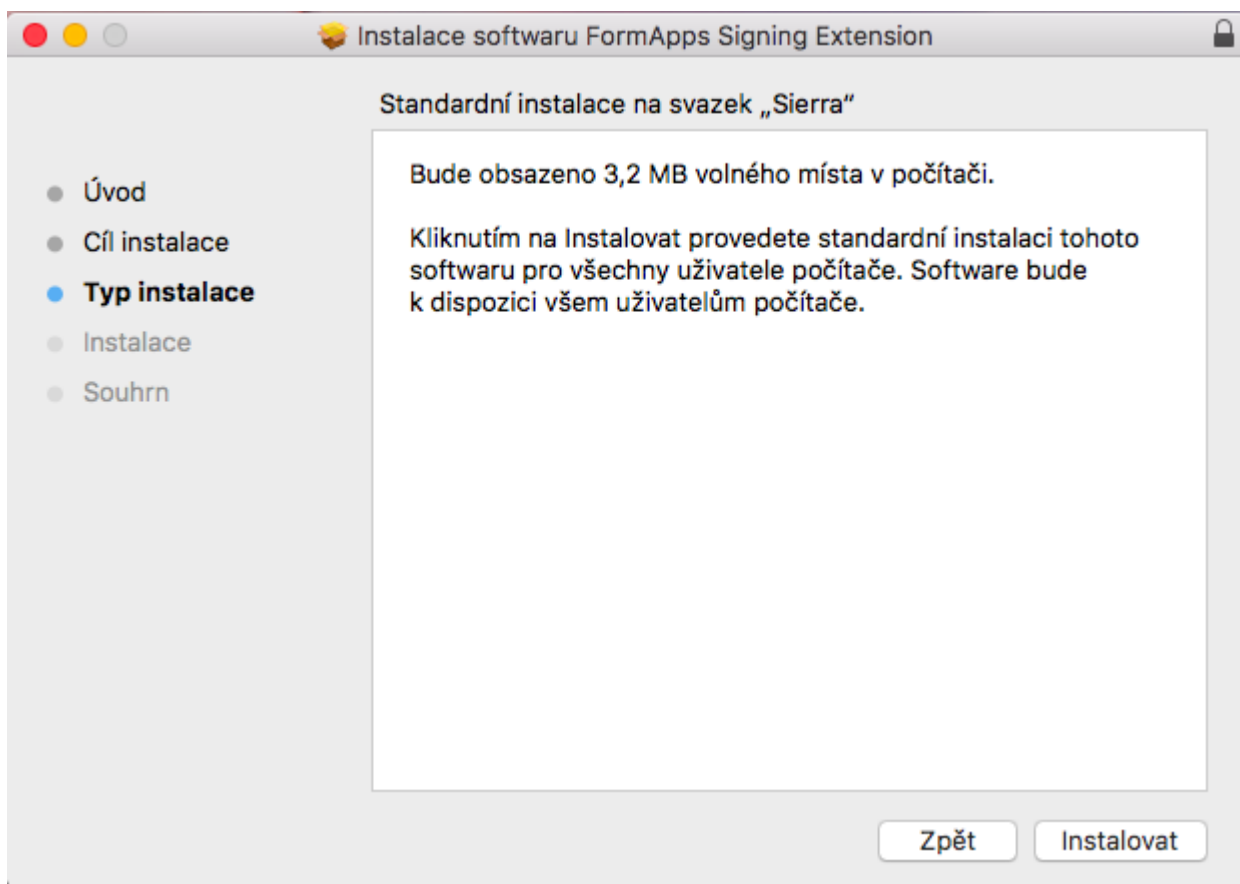 Instalace softwaru FormApps Signing Extension
Standardní instalace na svazek „Sierra“
Úvod
Cíl instalace
Typ instalace
Instalace
Souhrn
Bude obsazeno 3,2 MB volného místa v počítači.
Kliknutím na Instalovat provedete standardní instalaci tohoto
softwaru pro všechny uživatele počítače. Software bude
k dispozici všem uživatelům počítače.
Zpět
Instalovat